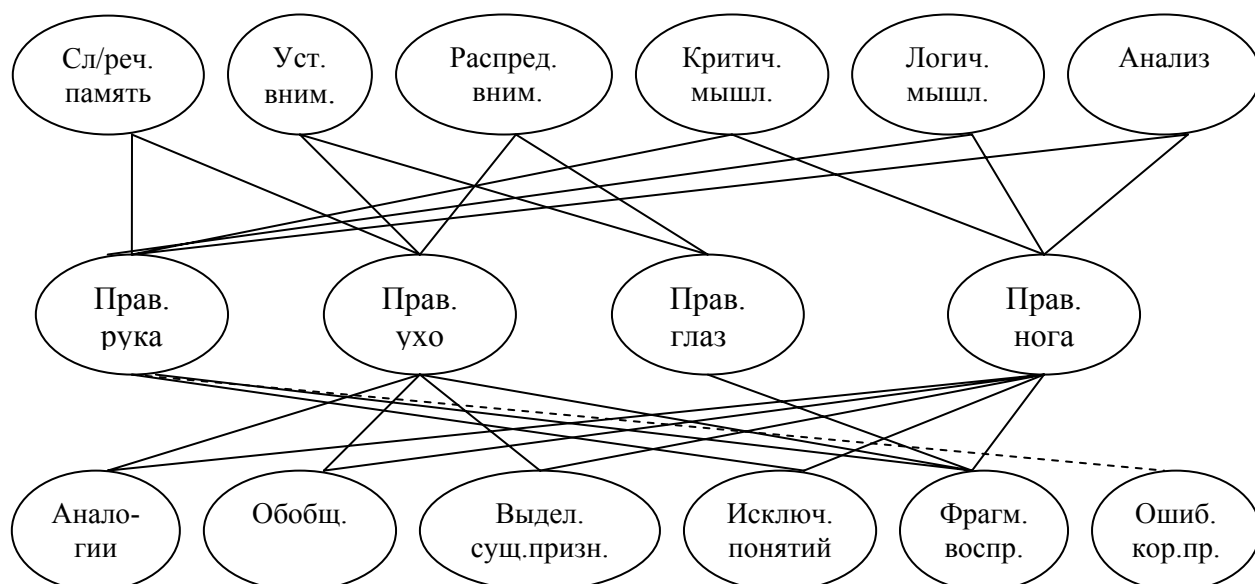 Сл/реч.
память
Уст.
вним.
Распред.
вним.
Критич.
мышл.
Логич.
мышл.
Анализ
Прав.
рука
Прав.
ухо
Прав.
глаз
Прав.
нога
Анало-
гии
Обобщ.
Выдел.
сущ.призн.
Исключ.
понятий
Фрагм.
воспр.
Ошиб.
кор.пр.